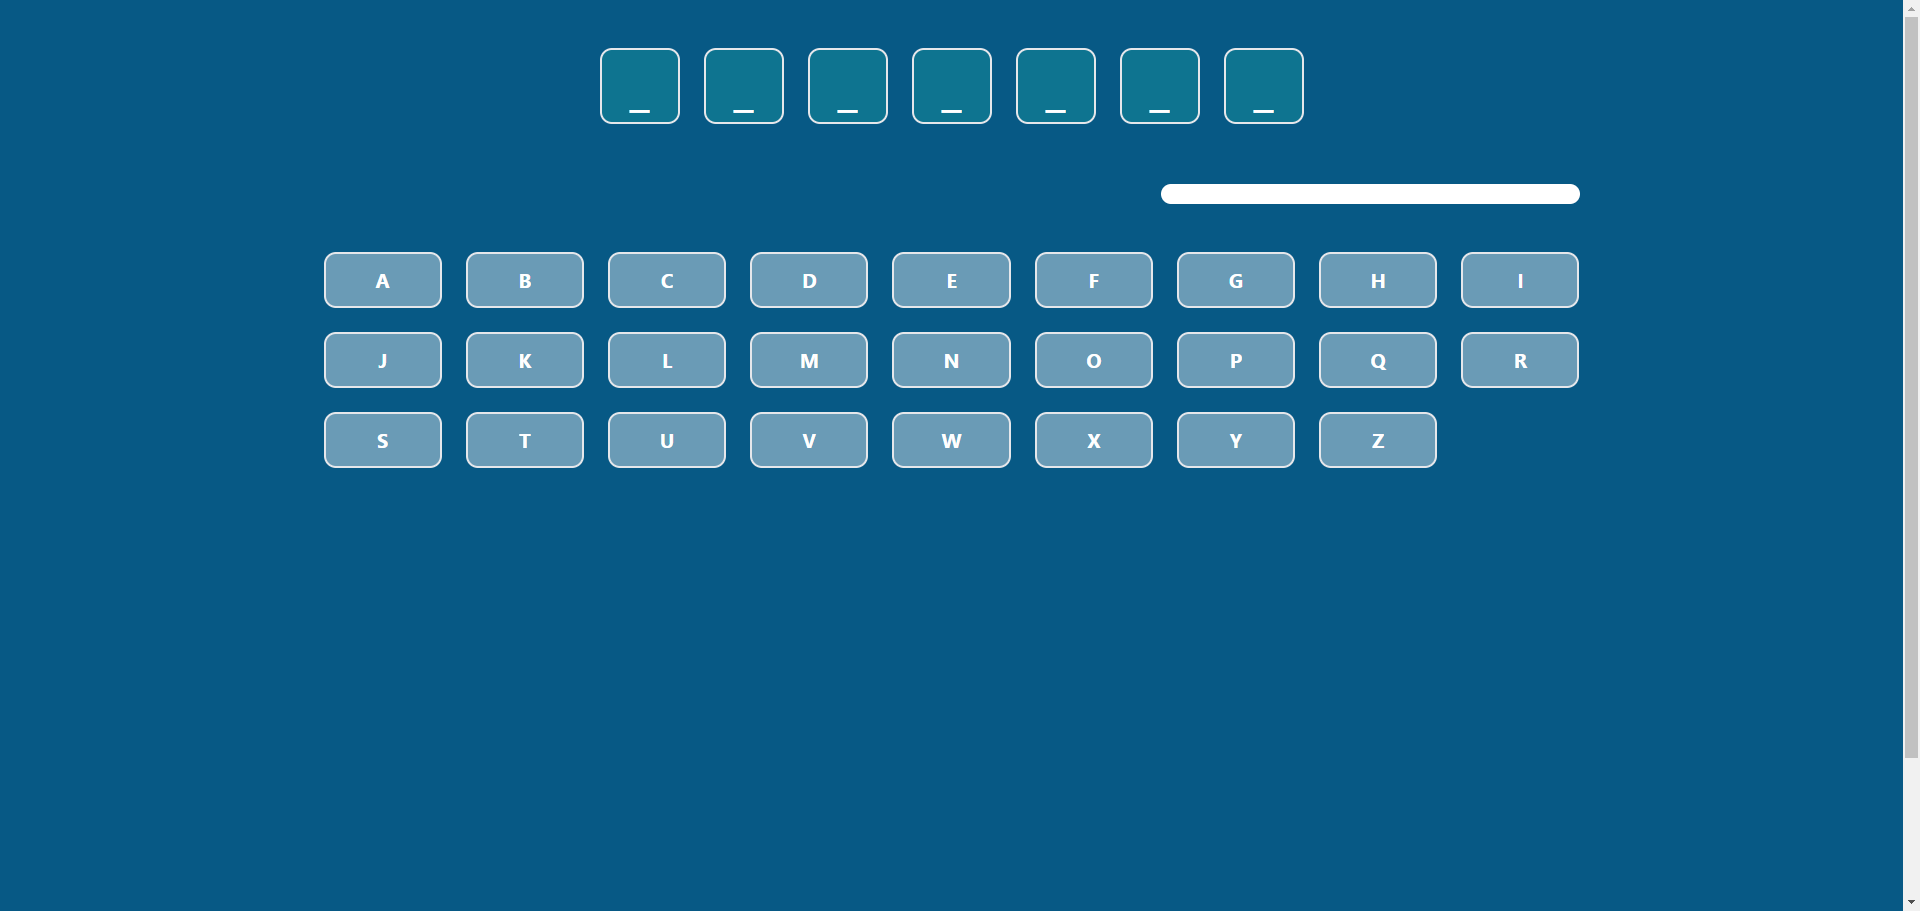 _ _ _ _ _ _ _
A B C D E F G H I
J K L M N O P Q R
S T U V W X Y Z